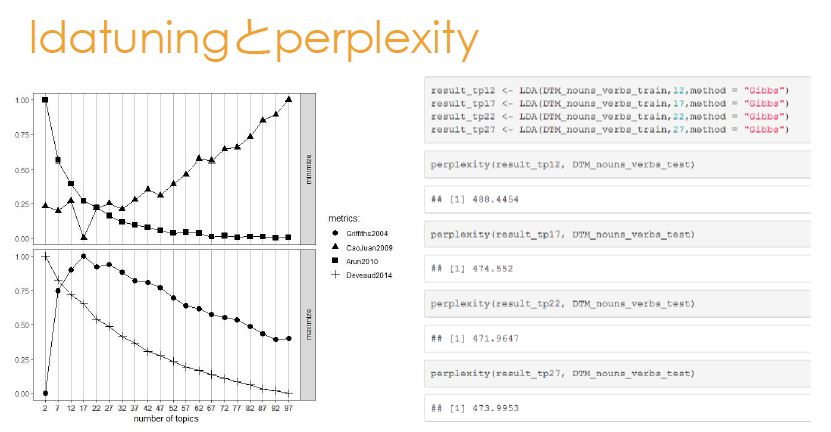 ldatuningとperplexity
1.00
0.75
0.50
0.25
0.00
minimize
1.00
0.75
0.50
0.25
0.00
maximize
2 7 12 17 22 27 32 37 42 47 52 57 62 67 72 77 82 87 92 97
number of topics
metrics:
Griffiths2004
CaoJuan2009
Arun2010
Deveaud2014
result_tp12 <- LDA(DTM_nouns_verbs_train,12,method = "Gibbs")
result_tp17 <- LDA(DTM_nouns_verbs_train,17,method = "Gibbs")
result_tp22 <- LDA(DTM_nouns_verbs_train,22,method = "Gibbs")
result_tp27 <- LDA(DTM_nouns_verbs_train,27,method = "Gibbs")
perplexity(result_tp12, DTM_nouns_verbs_test)
## [1] 488.4454
perplexity(result_tp17, DTM_nouns_verbs_test)
## [1] 474.552
perplexity(result_tp22, DTM_nouns_verbs_test)
## [1] 471.9647
perplexity(result_tp27, DTM_nouns_verbs_test)
## [1] 473.9953